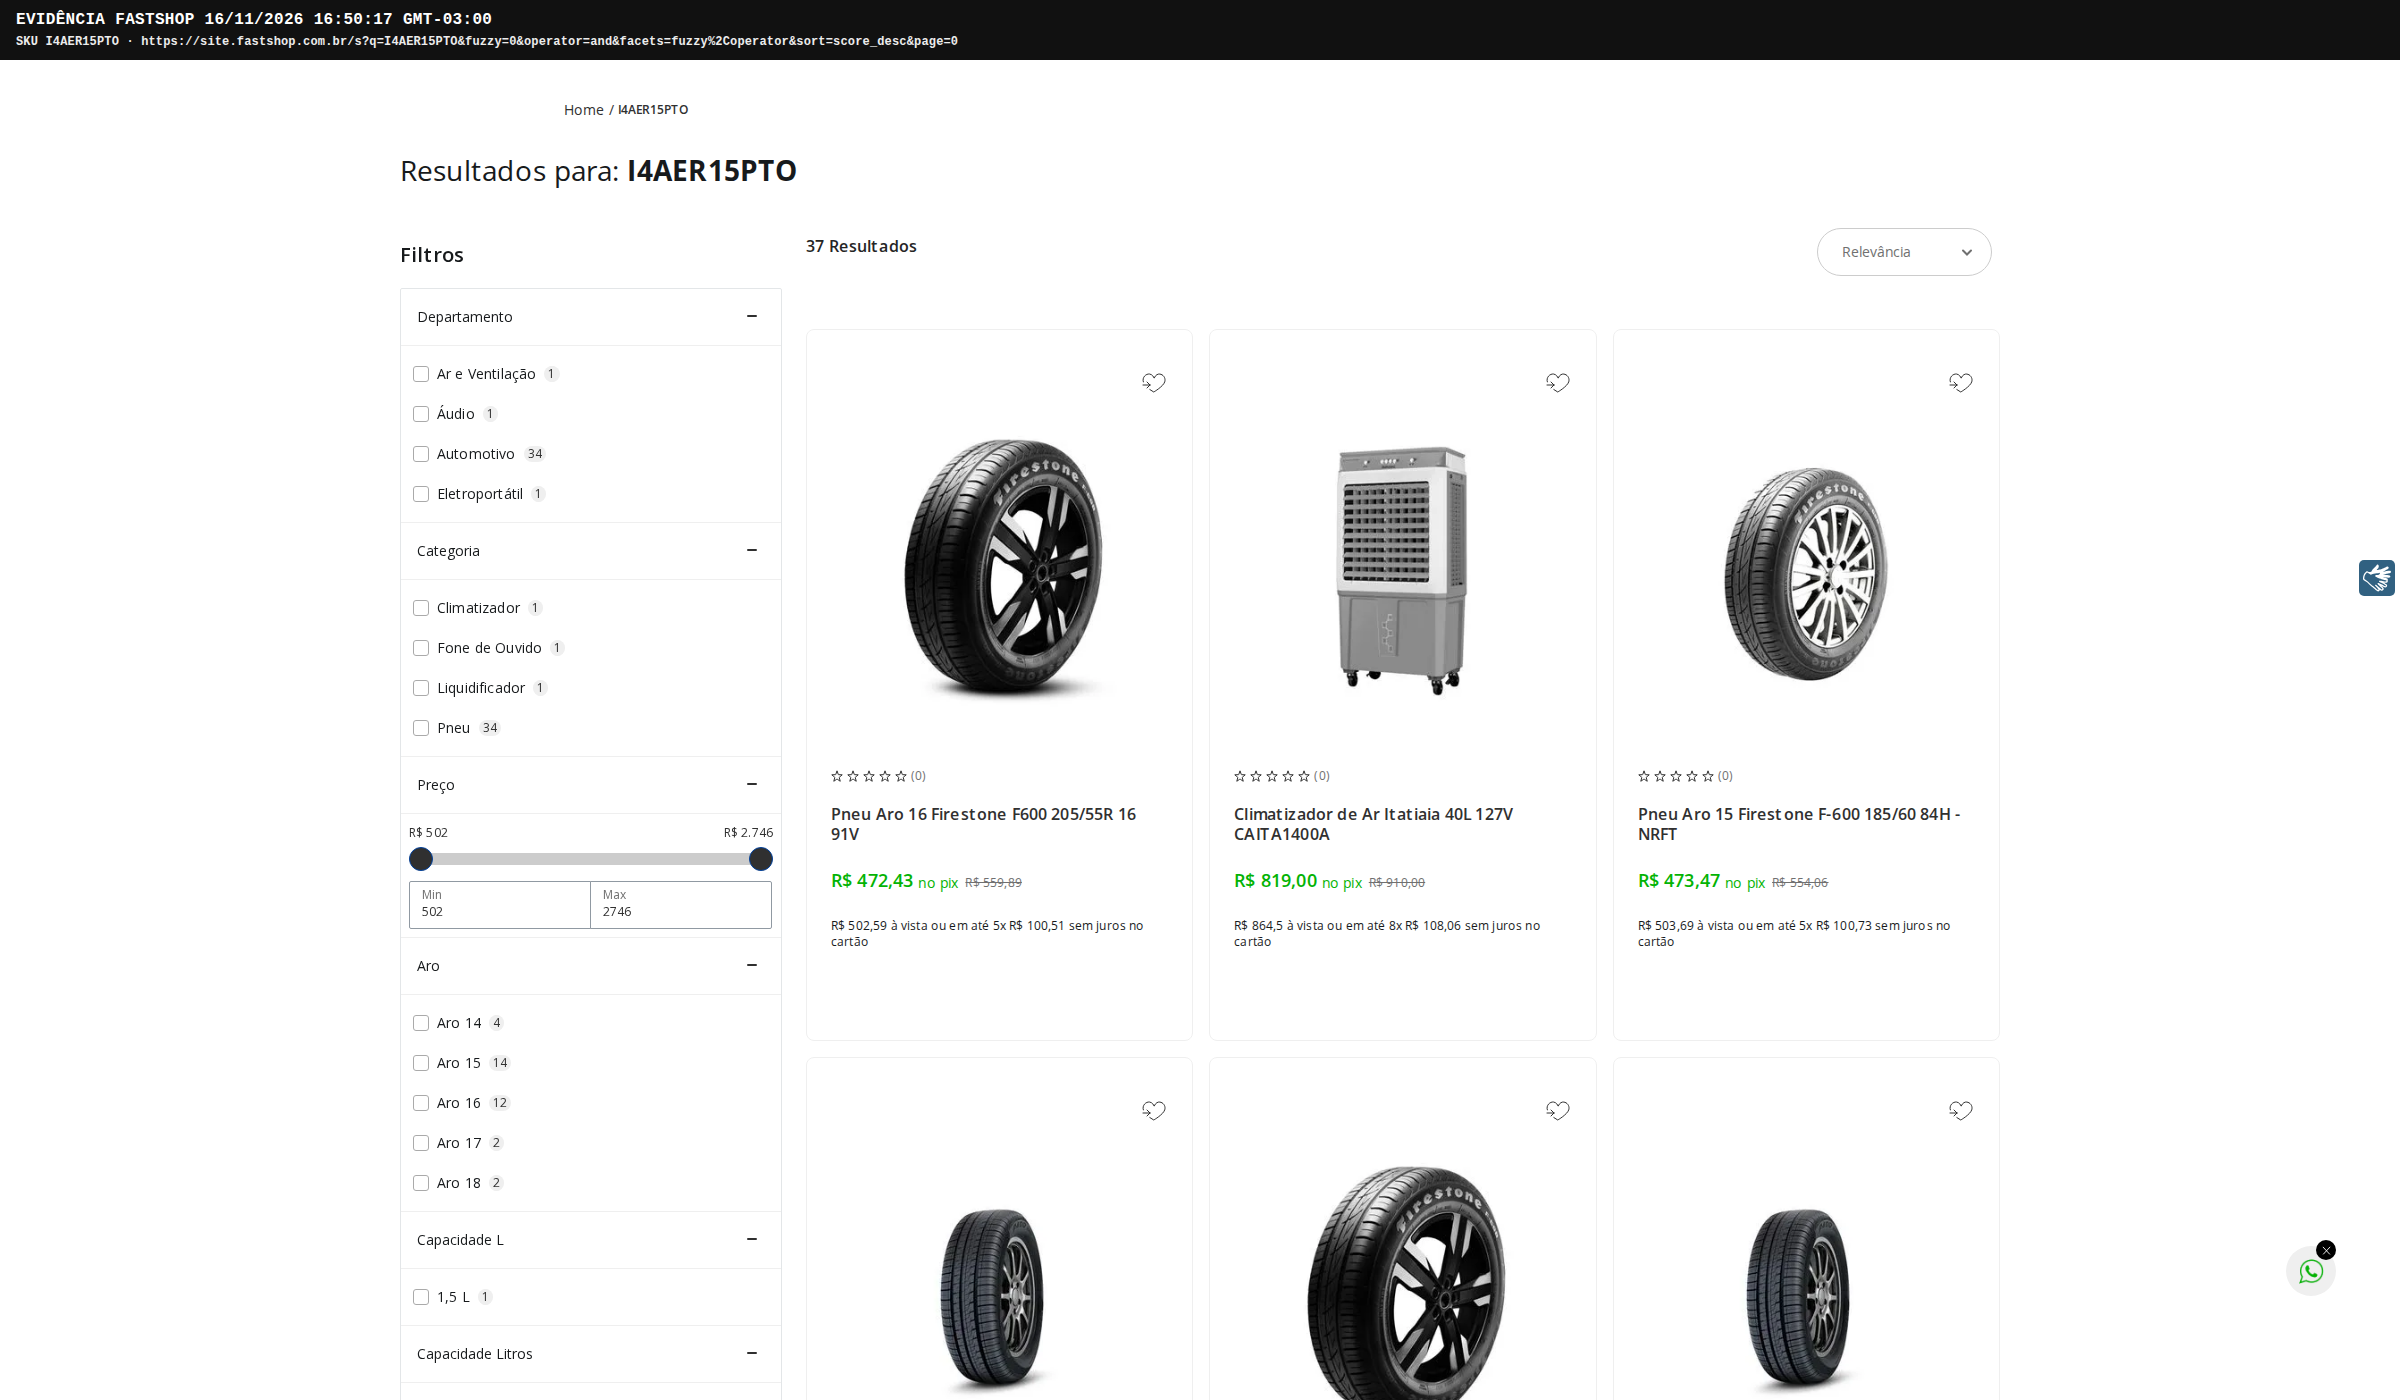 EVIDÊNCIA FASTSHOP 16/11/2026 16:50:17 GMT-03:00
SKU I4AER15PTO · https://site.fastshop.com.br/s?q=I4AER15PTO&fuzzy=0&operator=and&facets=fuzzy%2Coperator&sort=score_desc&page=0
Home / I4AER15PTO
Resultados para: I4AER15PTO
Filtros
37 Resultados
Relevância
Departamento
Ar e Ventilação 1
Áudio 1
Automotivo 34
Eletroportátil 1
Categoria
Climatizador 1
Fone de Ouvido 1
Liquidificador 1
Pneu 34
Preço
R$ 502 R$ 2.746
Min Max
502 2746
Aro
Aro 14 4
Aro 15 14
Aro 16 12
Aro 17 2
Aro 18 2
Capacidade L
1,5 L 1
Capacidade Litros
Firestone
(0)
Pneu Aro 16 Firestone F600 205/55R 16
91V
R$ 472,43 no pix R$ 559,89
R$ 502,59 à vista ou em até 5x R$ 100,51 sem juros no
cartão
(0)
Climatizador de Ar Itatiaia 40L 127V
CAITA1400A
R$ 819,00 no pix R$ 910,00
R$ 864,5 à vista ou em até 8x R$ 108,06 sem juros no
cartão
Firestone
(0)
Pneu Aro 15 Firestone F-600 185/60 84H -
NRFT
R$ 473,47 no pix R$ 554,06
R$ 503,69 à vista ou em até 5x R$ 100,73 sem juros no
cartão
Firestone